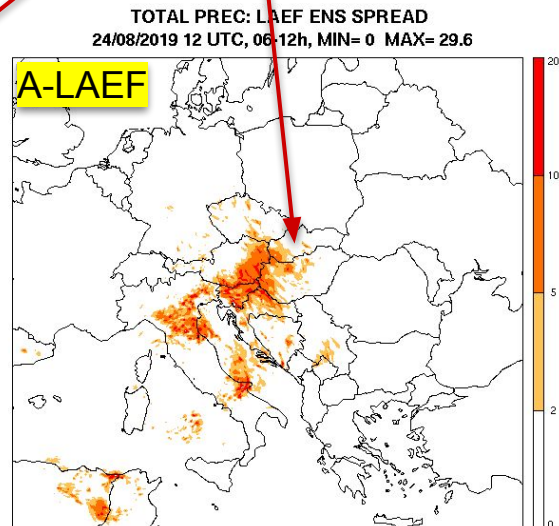 TOTAL PREC: LAEF ENS SPREAD
24/08/2019 12 UTC, 06-12h, MIN= 0 MAX= 29.6
A-LAEF
20
10
5
2
0